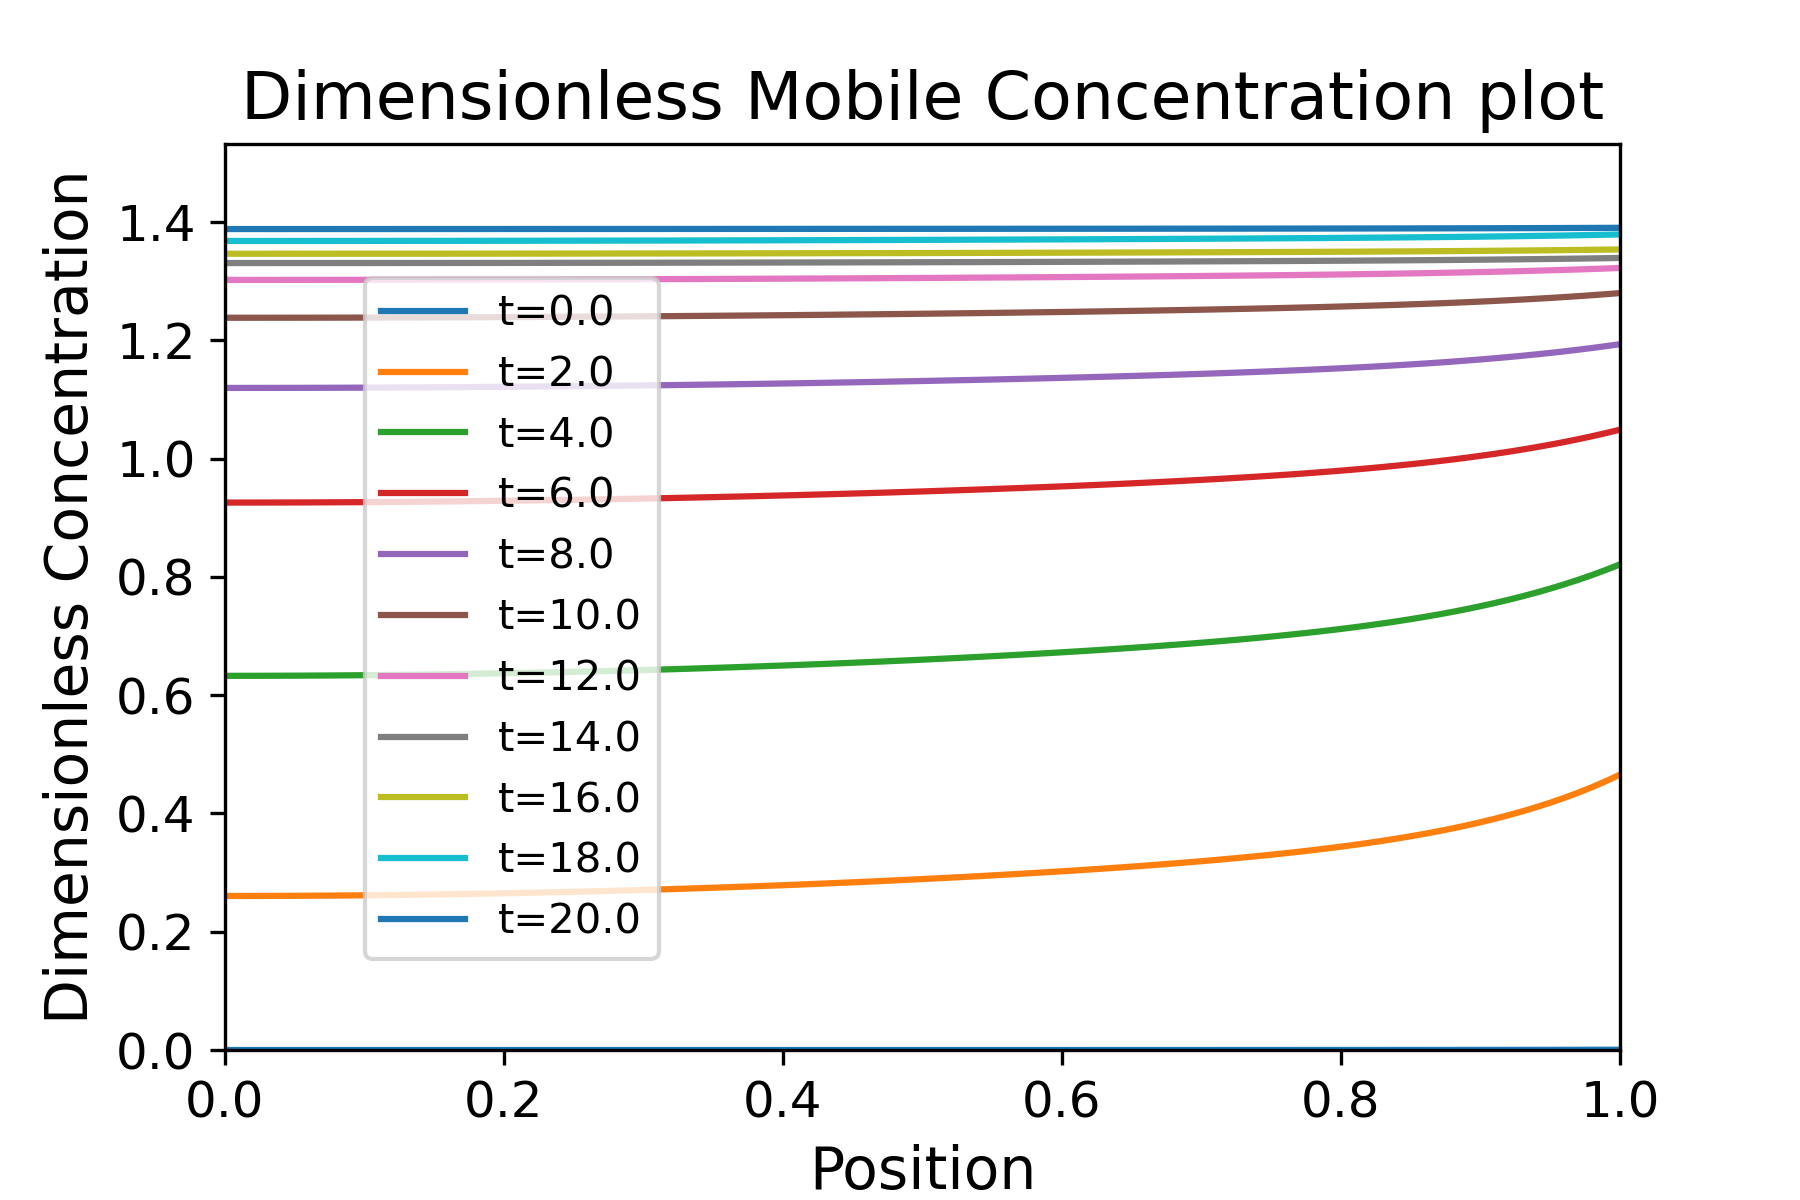 Dimensionless Mobile Concentration plot
Dimensionless Concentration
1.4
1.2
1.0
0.8
0.6
0.4
0.2
0.0
t=0.0
t=2.0
t=4.0
t=6.0
t=8.0
t=10.0
t=12.0
t=14.0
t=16.0
t=18.0
t=20.0
0.0 0.2 0.4 0.6 0.8 1.0
Position